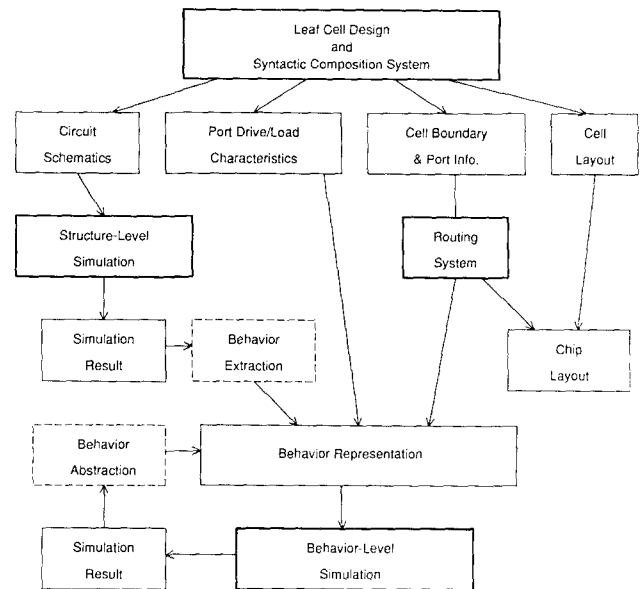 Leaf Cell Design
and
Syntactic Composition System
Circuit
Schematics
Port Drive/Load
Characteristics
Cell Boundary
& Port Info.
Cell
Layout
Structure-Level
Simulation
Routing
System
Simulation
Result
Behavior
Extraction
Chip
Layout
Behavior
Abstraction
Behavior Representation
Simulation
Result
Behavior-Level
Simulation